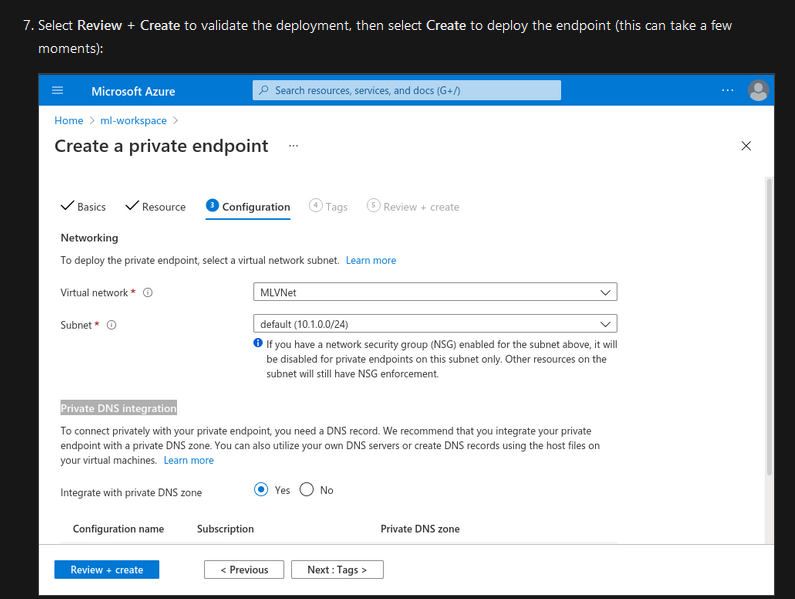 7. Select Review + Create to validate the deployment, then select Create to deploy the endpoint (this can take a few
moments):
Microsoft Azure
Search resources, services, and docs (G+/)
...
Home > ml-workspace >
Create a private endpoint ...
Basics
Resource
3 Configuration
4 Tags
5 Review + create
Networking
To deploy the private endpoint, select a virtual network subnet. Learn more
Virtual network *
MLVNet
Subnet *
default (10.1.0.0/24)
If you have a network security group (NSG) enabled for the subnet above, it will
be disabled for private endpoints on this subnet only. Other resources on the
subnet will still have NSG enforcement.
Private DNS integration
To connect privately with your private endpoint, you need a DNS record. We recommend that you integrate your private
endpoint with a private DNS zone. You can also utilize your own DNS servers or create DNS records using the host files on
your virtual machines. Learn more
Integrate with private DNS zone
Yes
No
Configuration name
Subscription
Private DNS zone
Review + create
< Previous
Next : Tags >